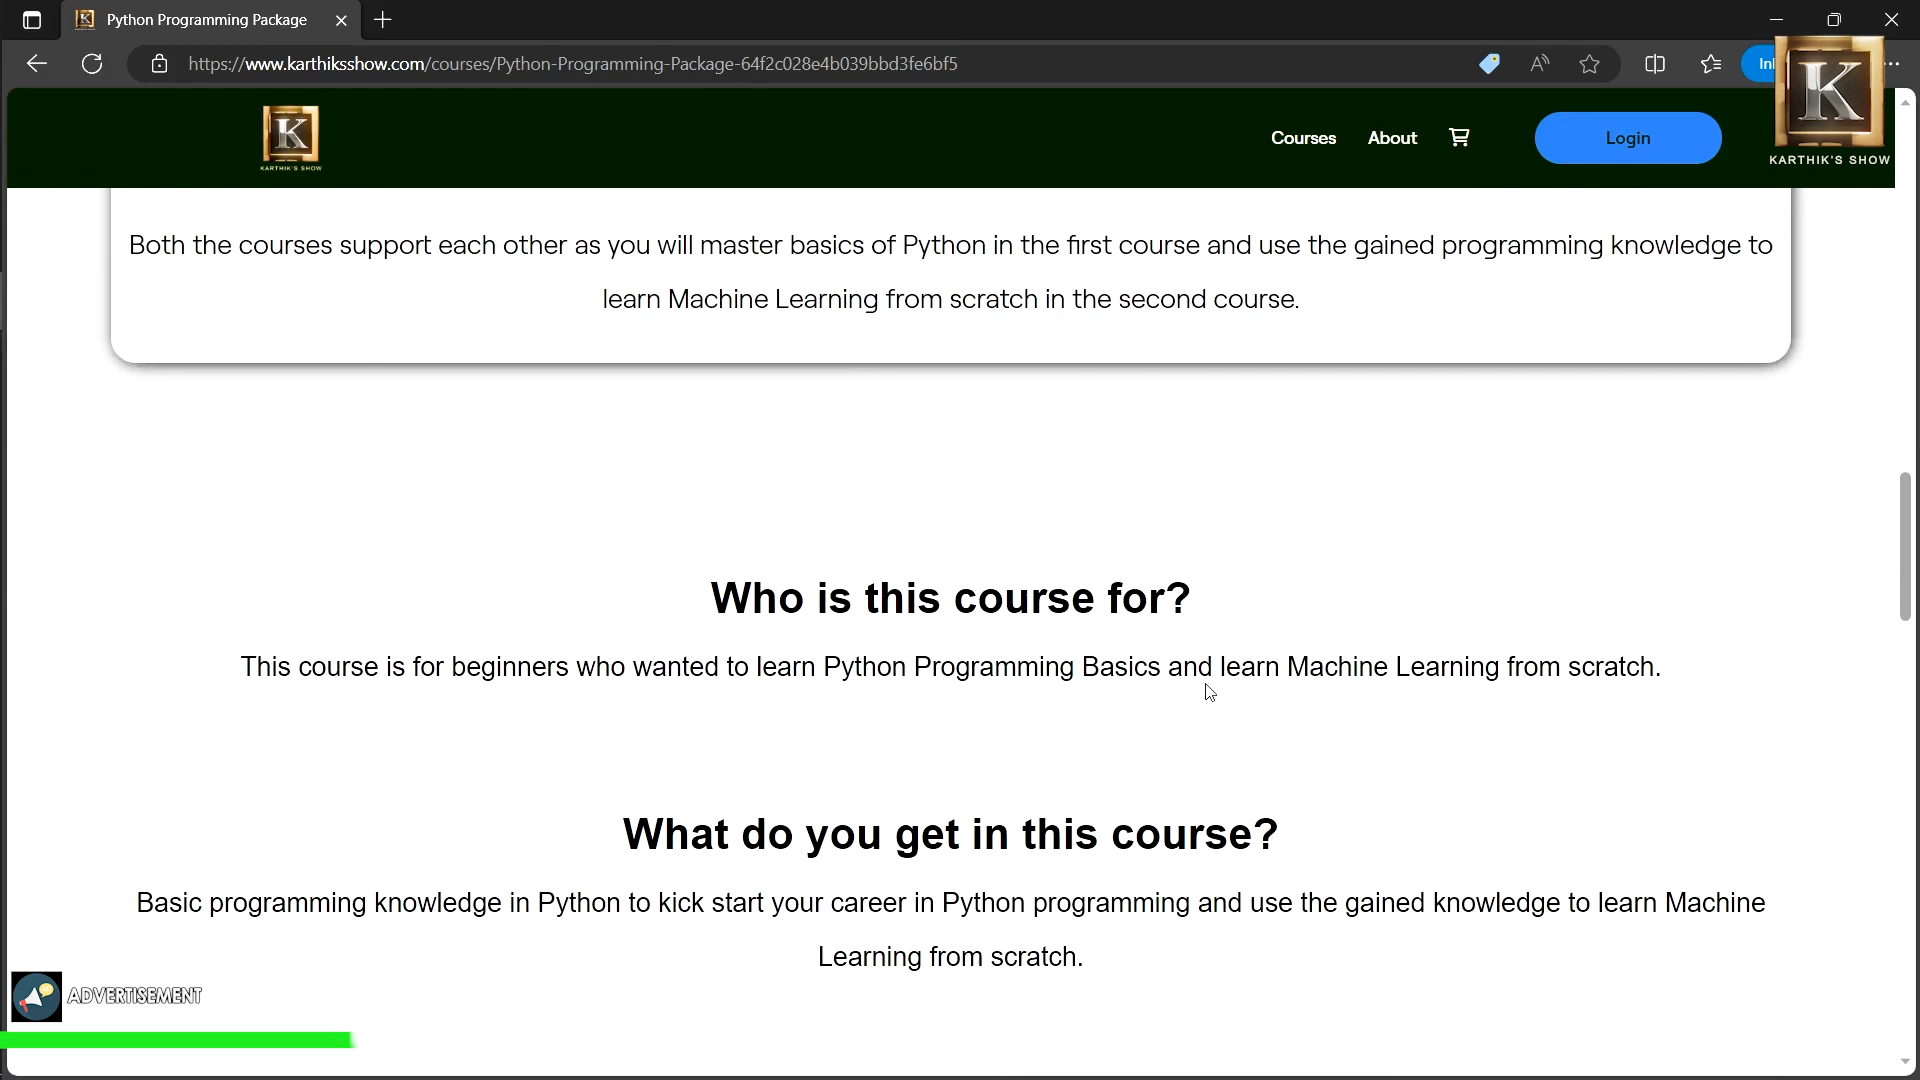 Python Programming Package
https://www.karthiksshow.com/courses/Python-Programming-Package-64f2c028e4b039bbd3fe6bf5
K
KARTHIK'S SHOW
Courses
About
Login
K
KARTHIK'S SHOW
Both the courses support each other as you will master basics of Python in the first course and use the gained programming knowledge to
learn Machine Learning from scratch in the second course.
Who is this course for?
This course is for beginners who wanted to learn Python Programming Basics and learn Machine Learning from scratch.
What do you get in this course?
Basic programming knowledge in Python to kick start your career in Python programming and use the gained knowledge to learn Machine
Learning from scratch.
ADVERTISEMENT